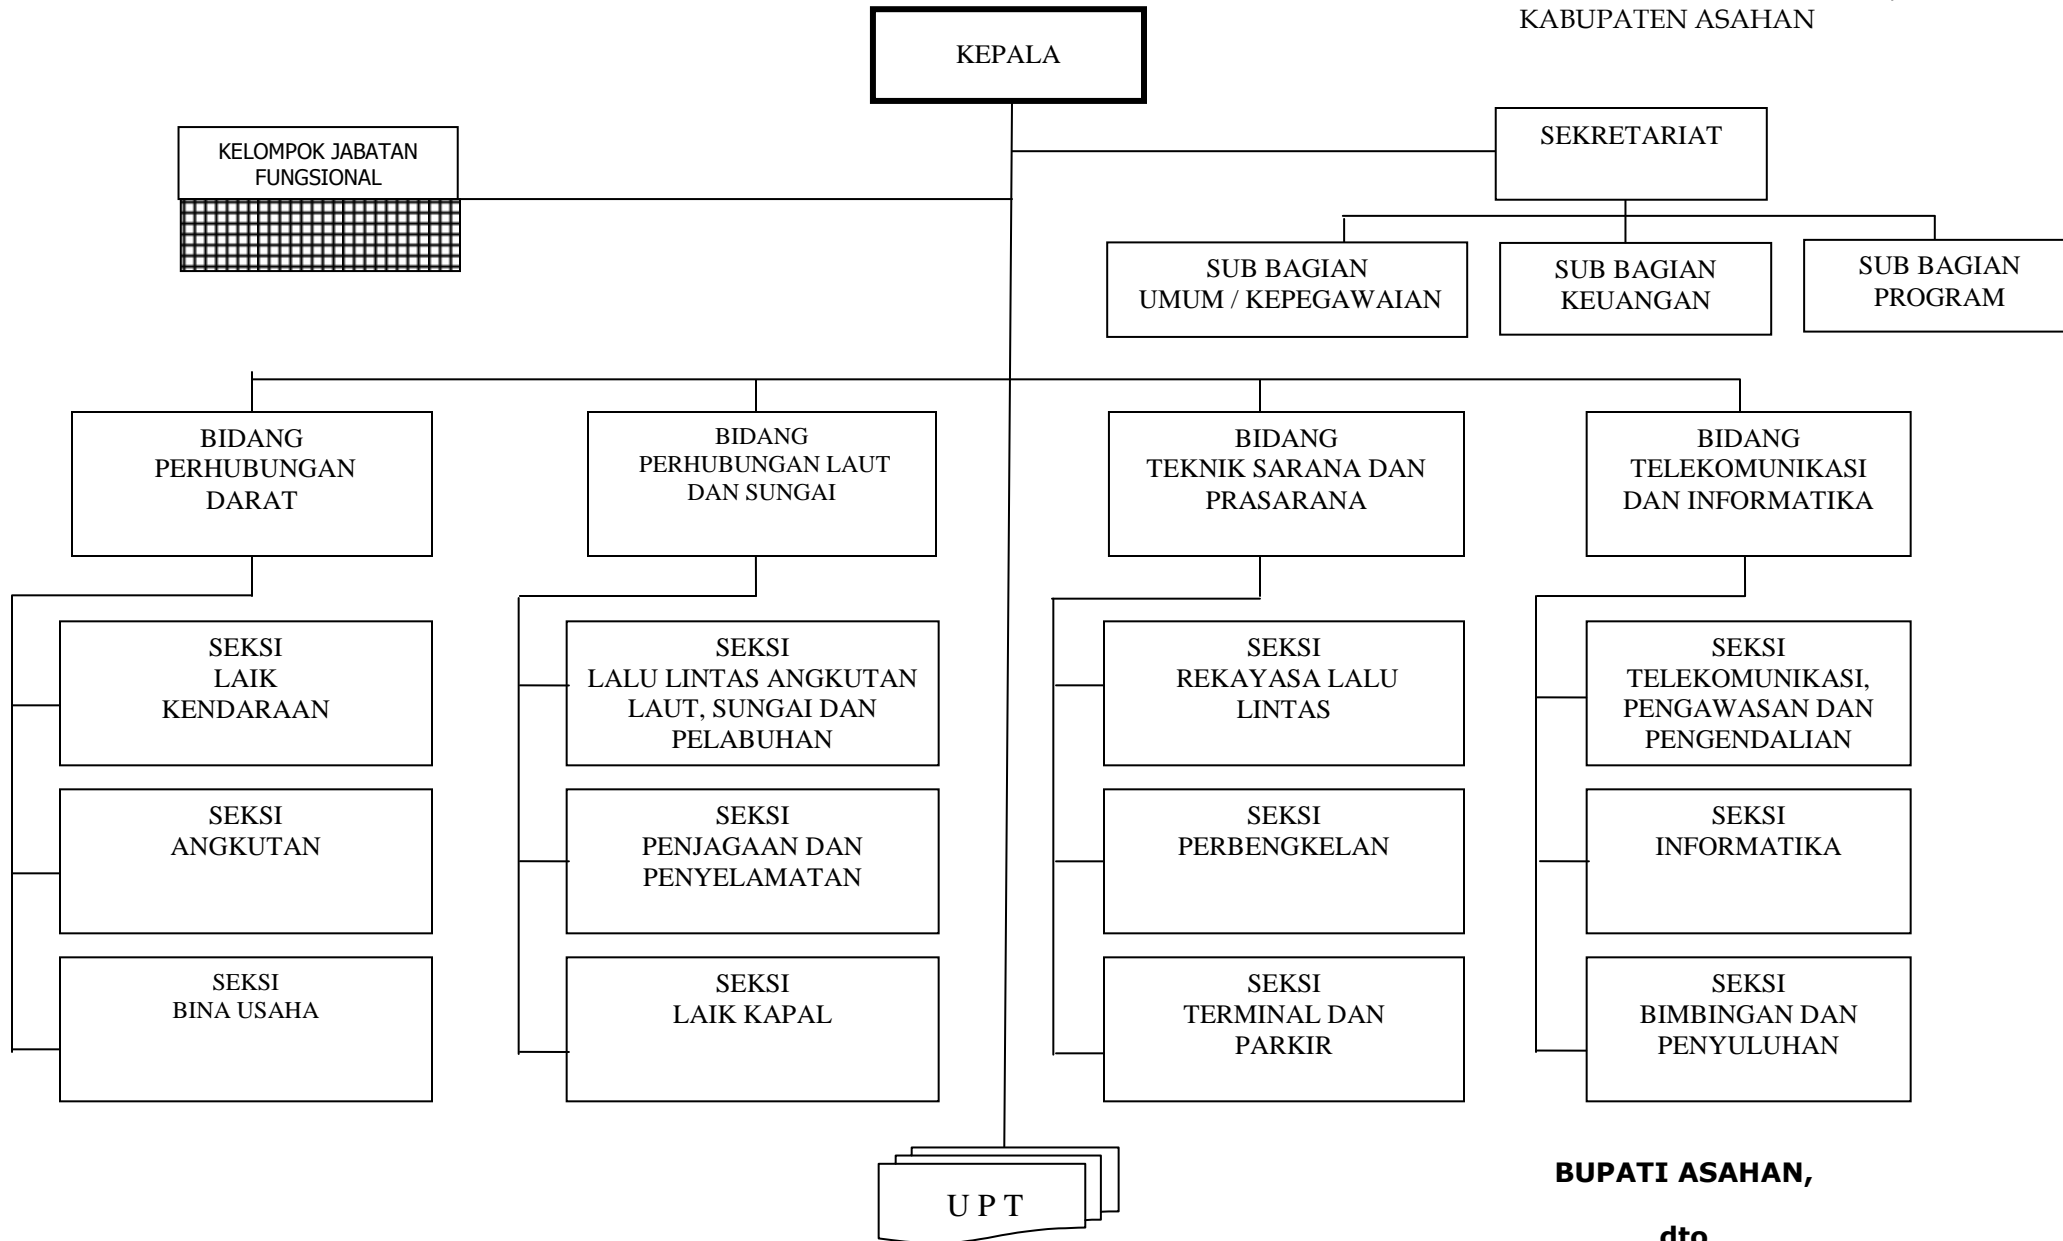 KABUPATEN ASAHAN
KEPALA
SEKRETARIAT
KELOMPOK JABATAN
FUNGSIONAL
SUB BAGIAN
UMUM / KEPEGAWAIAN
SUB BAGIAN
KEUANGAN
SUB BAGIAN
PROGRAM
BIDANG
PERHUBUNGAN
DARAT
BIDANG
PERHUBUNGAN LAUT
DAN SUNGAI
BIDANG
TEKNIK SARANA DAN
PRASARANA
BIDANG
TELEKOMUNIKASI
DAN INFORMATIKA
SEKSI
LAIK
KENDARAAN
SEKSI
LALU LINTAS ANGKUTAN
LAUT, SUNGAI DAN
PELABUHAN
SEKSI
REKAYASA LALU
LINTAS
SEKSI
TELEKOMUNIKASI,
PENGAWASAN DAN
PENGENDALIAN
SEKSI
ANGKUTAN
SEKSI
PENJAGAAN DAN
PENYELAMATAN
SEKSI
PERBENGKELAN
SEKSI
INFORMATIKA
SEKSI
BINA USAHA
SEKSI
LAIK KAPAL
SEKSI
TERMINAL DAN
PARKIR
SEKSI
BIMBINGAN DAN
PENYULUHAN
U P T
BUPATI ASAHAN,
dto